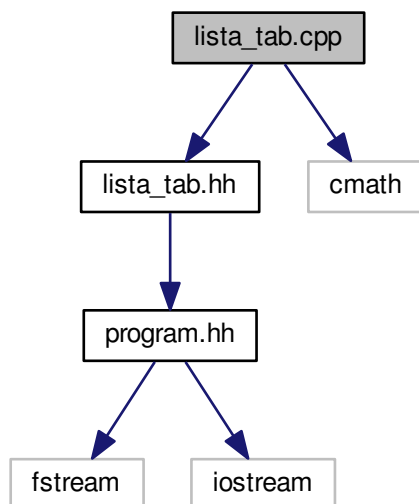 lista_tab.cpp
lista_tab.hh
cmath
program.hh
fstream
iostream